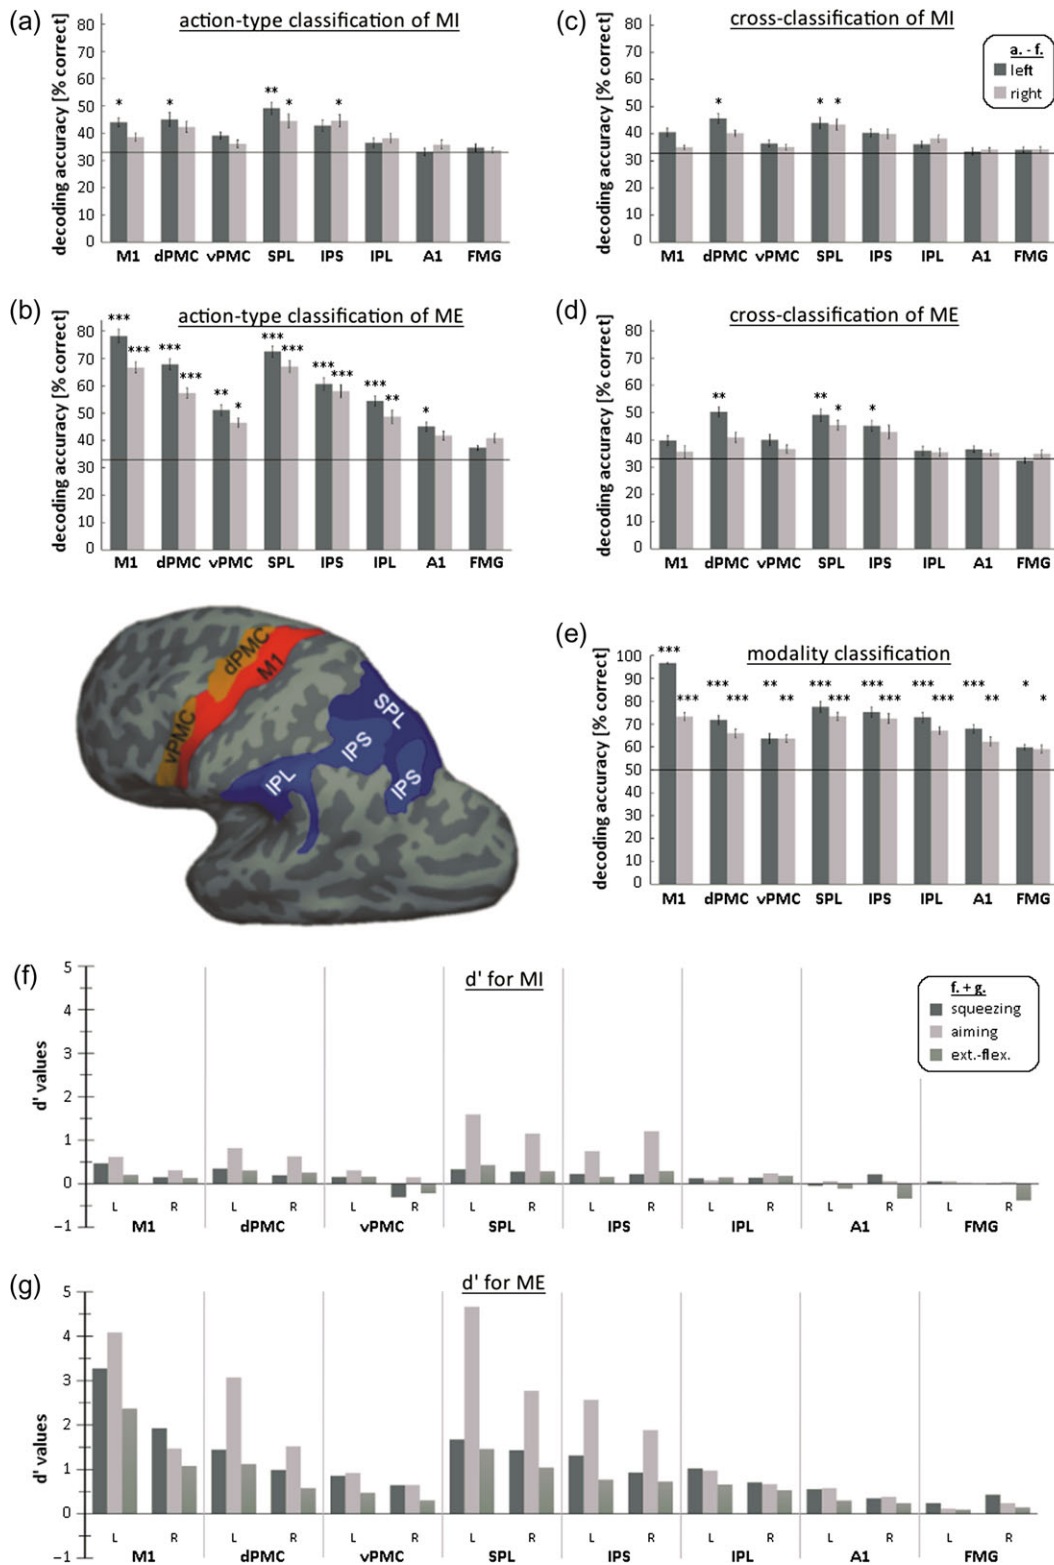 (a)
action-type classification of MI
decoding accuracy [% correct]
80
70
60
50
40
30
20
10
0
* * ** * *
M1 dPMC vPMC SPL IPS IPL A1 FMG
(c)
cross-classification of MI
decoding accuracy [% correct]
80
70
60
50
40
30
20
10
0
* * *
M1 dPMC vPMC SPL IPS IPL A1 FMG
a. - f.
left
right
(b)
action-type classification of ME
decoding accuracy [% correct]
80
70
60
50
40
30
20
10
0
*** *** *** *** ** * *** *** *** *** *** ** *
M1 dPMC vPMC SPL IPS IPL A1 FMG
(d)
cross-classification of ME
decoding accuracy [% correct]
80
70
60
50
40
30
20
10
0
** ** * *
M1 dPMC vPMC SPL IPS IPL A1 FMG
dPMC
M1
vPMC
SPL
IPS
IPL
IPS
(e)
modality classification
decoding accuracy [% correct]
100
90
80
70
60
50
40
30
20
10
0
*** *** *** *** ** ** *** *** *** *** *** *** *** ** * *
M1 dPMC vPMC SPL IPS IPL A1 FMG
(f)
d' for MI
d' values
5
4
3
2
1
0
−1
L R L R L R L R L R L R L R L R
M1 dPMC vPMC SPL IPS IPL A1 FMG
f. + g.
squeezing
aiming
ext.-flex.
(g)
d' for ME
d' values
5
4
3
2
1
0
−1
L R L R L R L R L R L R L R L R
M1 dPMC vPMC SPL IPS IPL A1 FMG